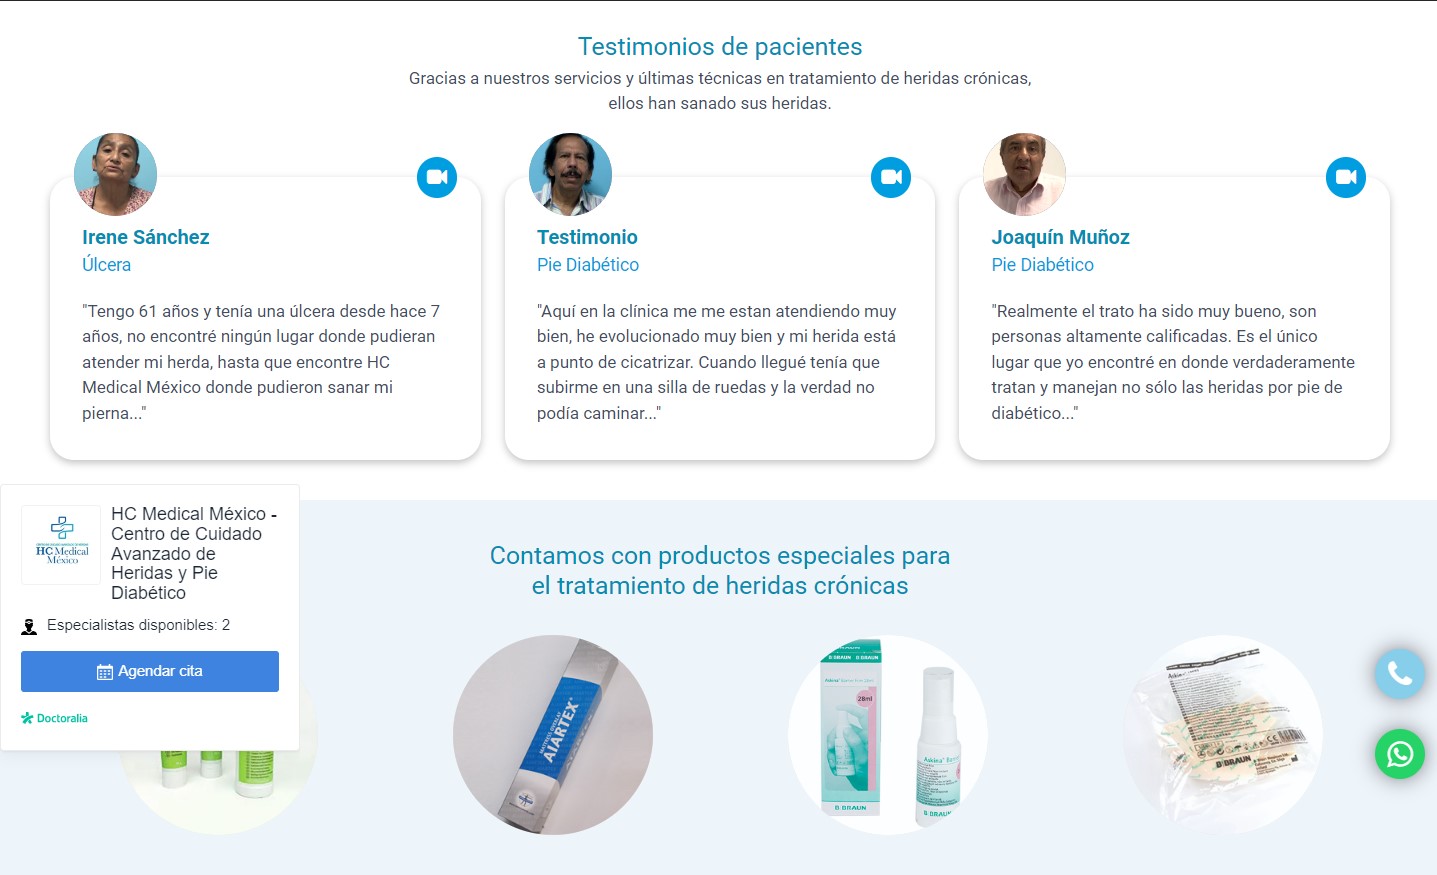 Testimonios de pacientes
Gracias a nuestros servicios y últimas técnicas en tratamiento de heridas crónicas,
ellos han sanado sus heridas.
Irene Sánchez
Úlcera
"Tengo 61 años y tenía una úlcera desde hace 7
años, no encontré ningún lugar donde pudieran
atender mi herda, hasta que encontre HC
Medical México donde pudieron sanar mi
pierna..."
Testimonio
Pie Diabético
"Aquí en la clínica me me estan atendiendo muy
bien, he evolucionado muy bien y mi herida está
a punto de cicatrizar. Cuando llegué tenía que
subirme en una silla de ruedas y la verdad no
podía caminar..."
Joaquín Muñoz
Pie Diabético
"Realmente el trato ha sido muy bueno, son
personas altamente calificadas. Es el único
lugar que yo encontré en donde verdaderamente
tratan y manejan no sólo las heridas por pie de
diabético..."
HC Medical
México
HC Medical México -
Centro de Cuidado
Avanzado de
Heridas y Pie
Diabético
Especialistas disponibles: 2
Agendar cita
Doctoralia
Contamos con productos especiales para
el tratamiento de heridas crónicas
MATTRESS OVERLAY
AIARTEX
B BRAUN B BRAUN
28ml
B BRAUN
Askina
B BRAUN
Askina
B BRAUN